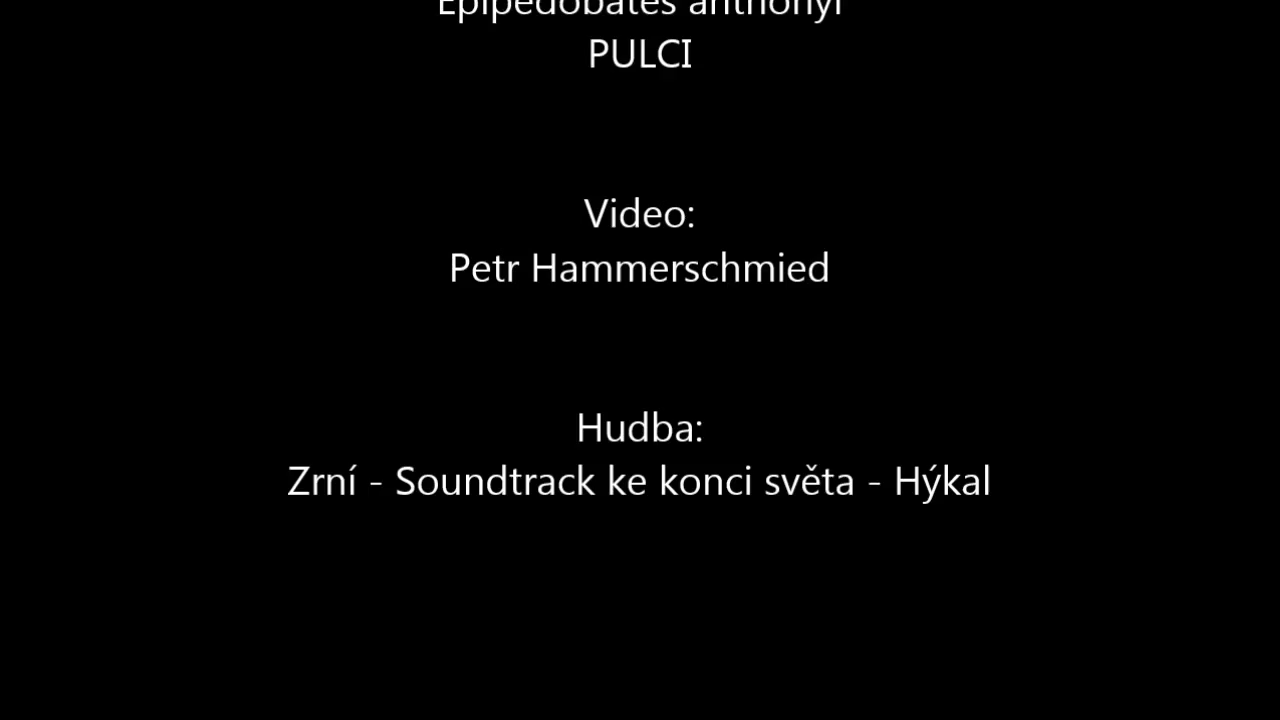 Epipedobates anthonyi
PULCI
Video:
Petr Hammerschmied
Hudba:
Zrní - Soundtrack ke konci světa - Hýkal